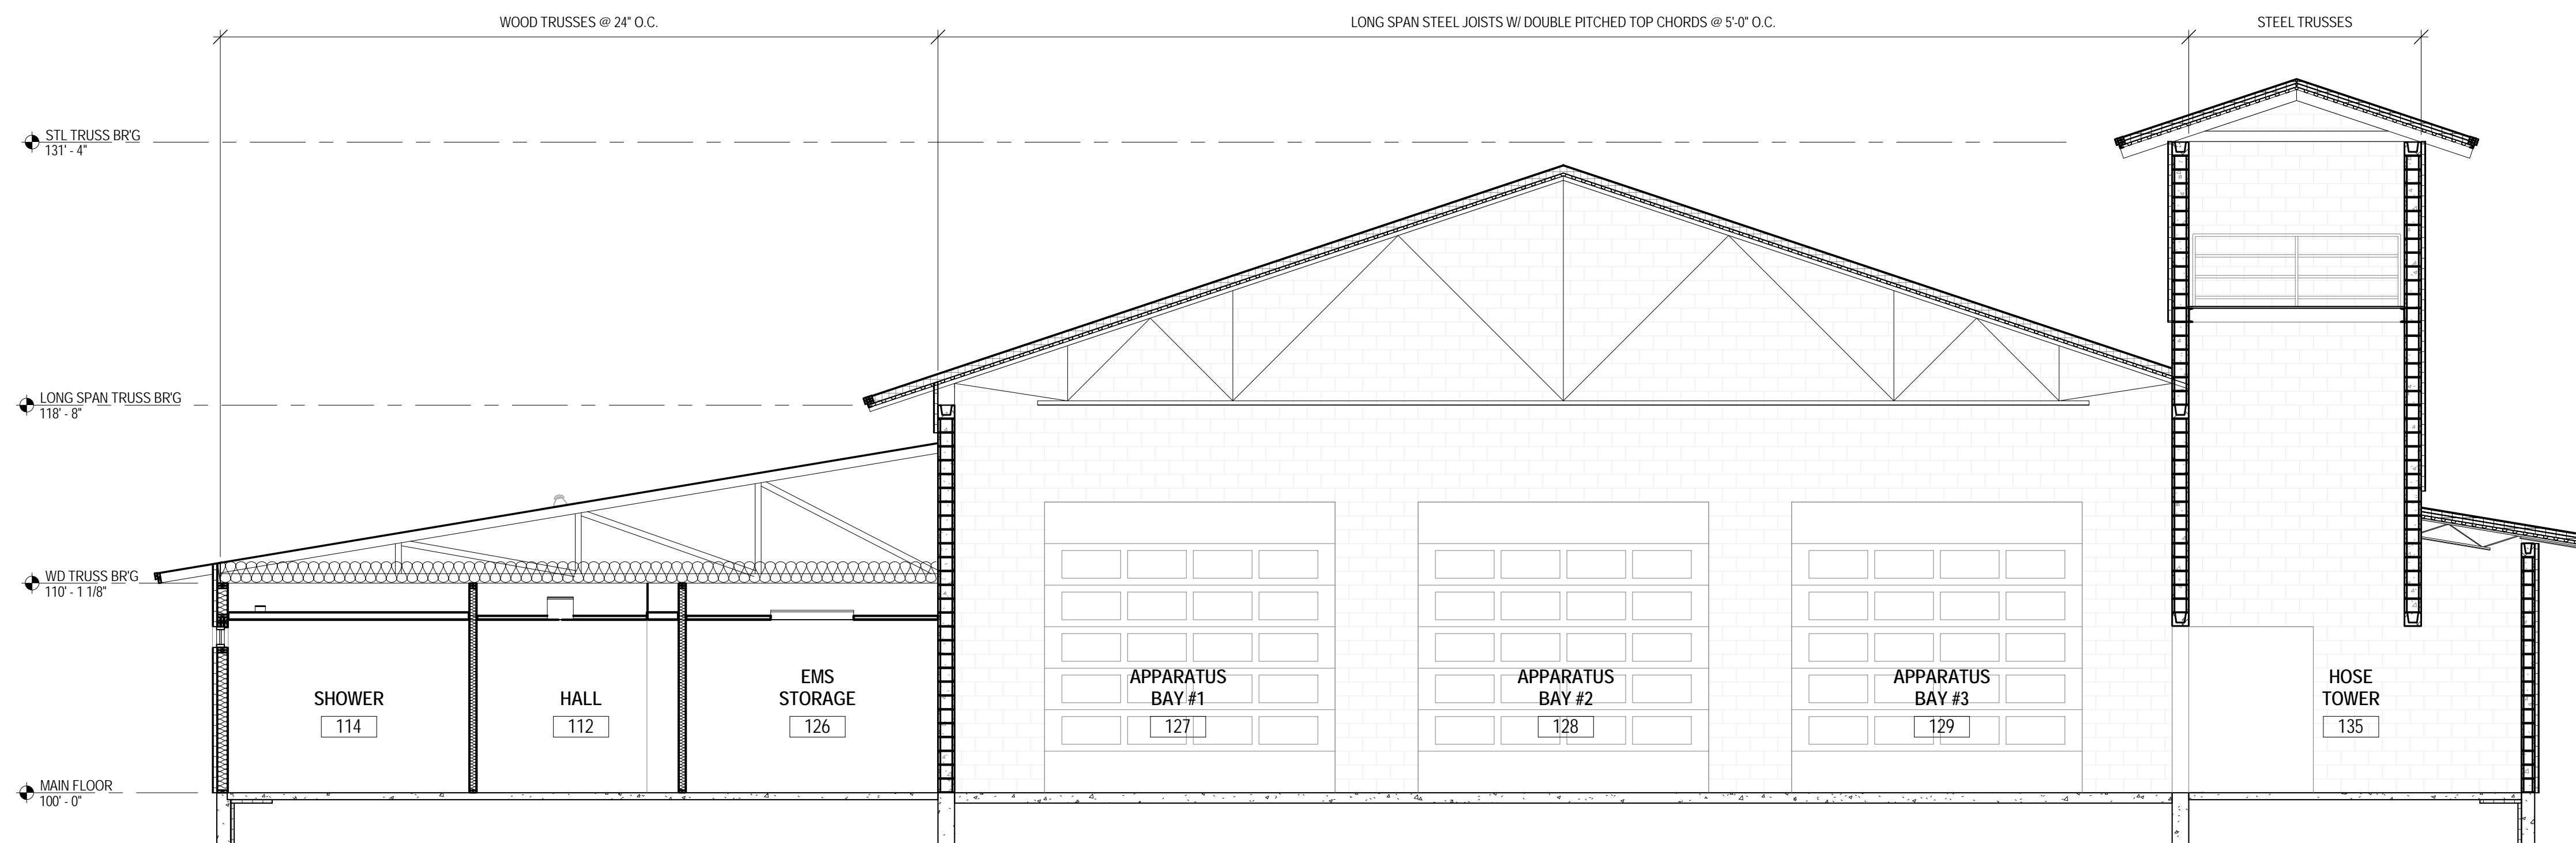 WOOD TRUSSES @ 24" O.C.
LONG SPAN STEEL JOISTS W/ DOUBLE PITCHED TOP CHORDS @ 5'-0" O.C.
STEEL TRUSSES
STL TRUSS BR'G
131' - 4"
LONG SPAN TRUSS BR'G
118' - 8"
WD TRUSS BR'G
110' - 1 1/8"
MAIN FLOOR
100' - 0"
SHOWER
114
HALL
112
EMS
STORAGE
126
APPARATUS
BAY #1
127
APPARATUS
BAY #2
128
APPARATUS
BAY #3
129
HOSE
TOWER
135